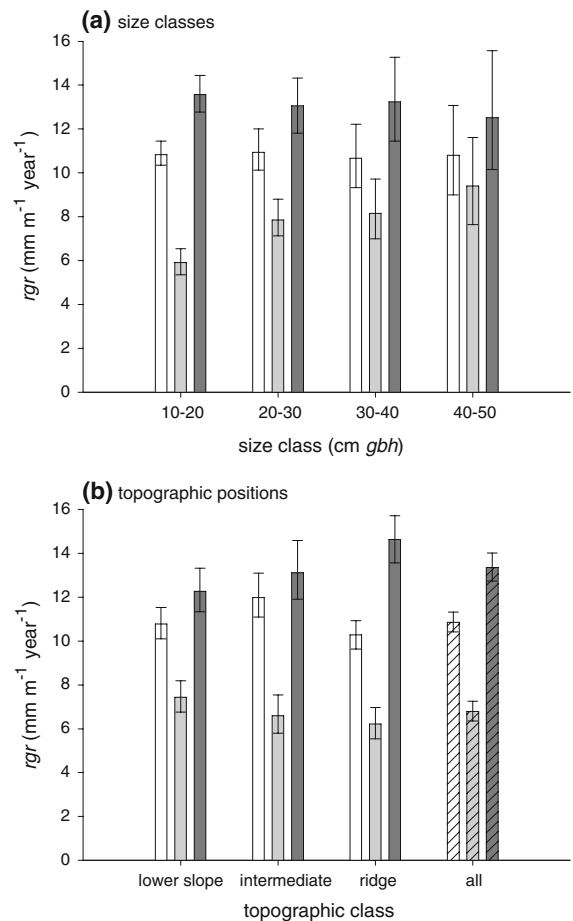 (a) size classes
16
14
12
10
8
6
4
2
0
rgr (mm m⁻¹ year⁻¹)
10-20 20-30 30-40 40-50
size class (cm gbh)
(b) topographic positions
16
14
12
10
8
6
4
2
0
rgr (mm m⁻¹ year⁻¹)
lower slope intermediate ridge all
topographic class